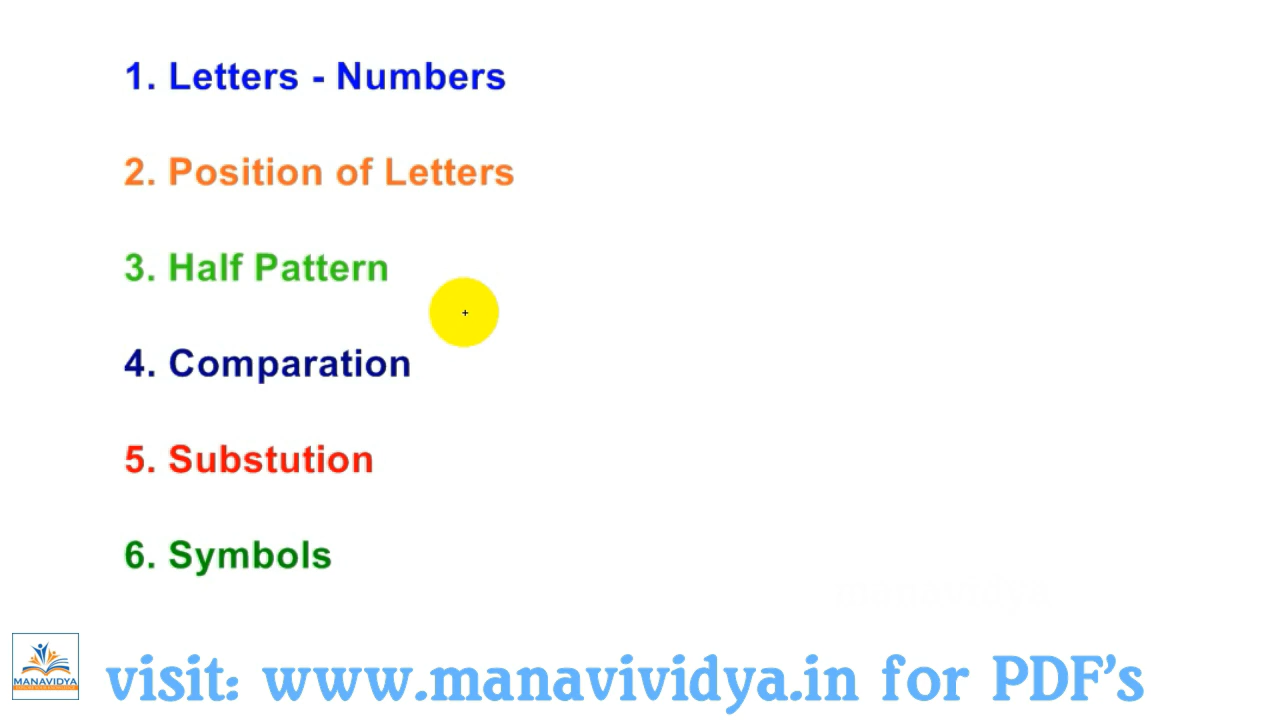 1. Letters - Numbers
2. Position of Letters
3. Half Pattern
4. Comparation
5. Substution
6. Symbols
manavidya
MANAVIDYA
visit: www.manavividya.in for PDF's